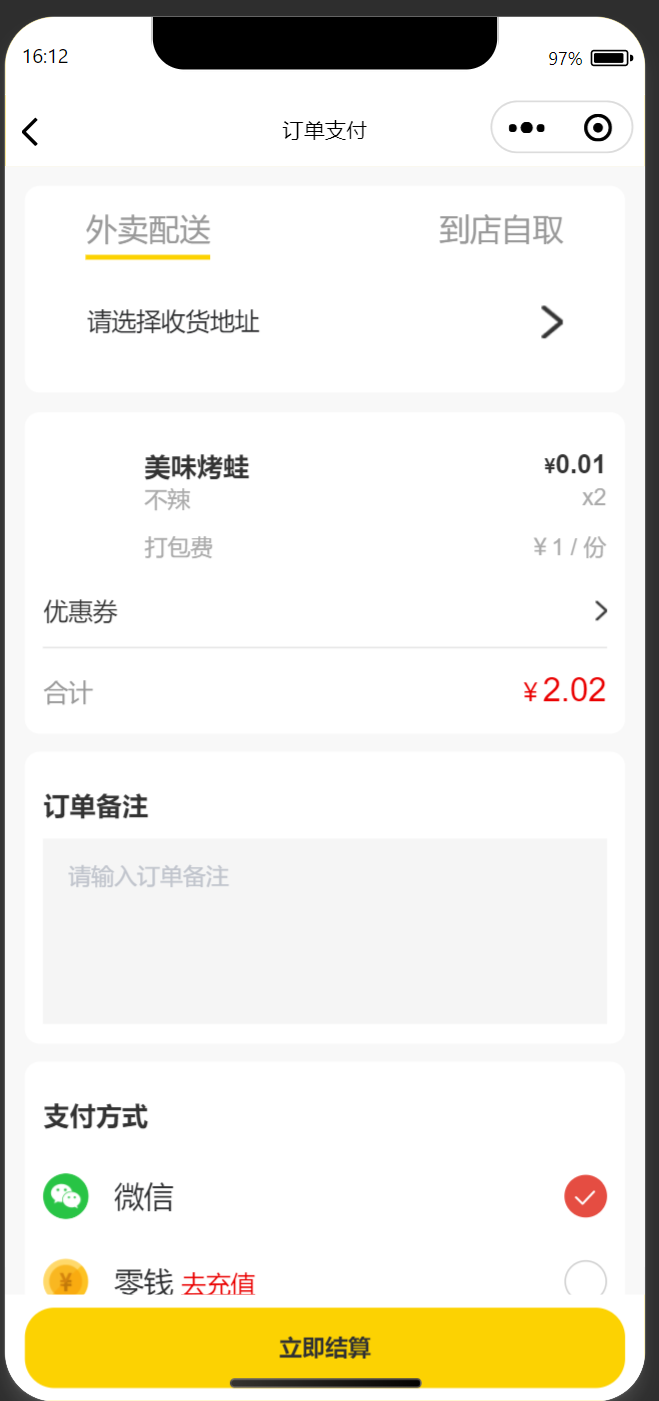 16:12 97%
订单支付
外卖配送 到店自取
请选择收货地址
美味烤蛙 ¥0.01
不辣 x2
打包费 ¥1 / 份
优惠券
合计 ¥2.02
订单备注
请输入订单备注
支付方式
微信
¥ 零钱 去充值
立即结算